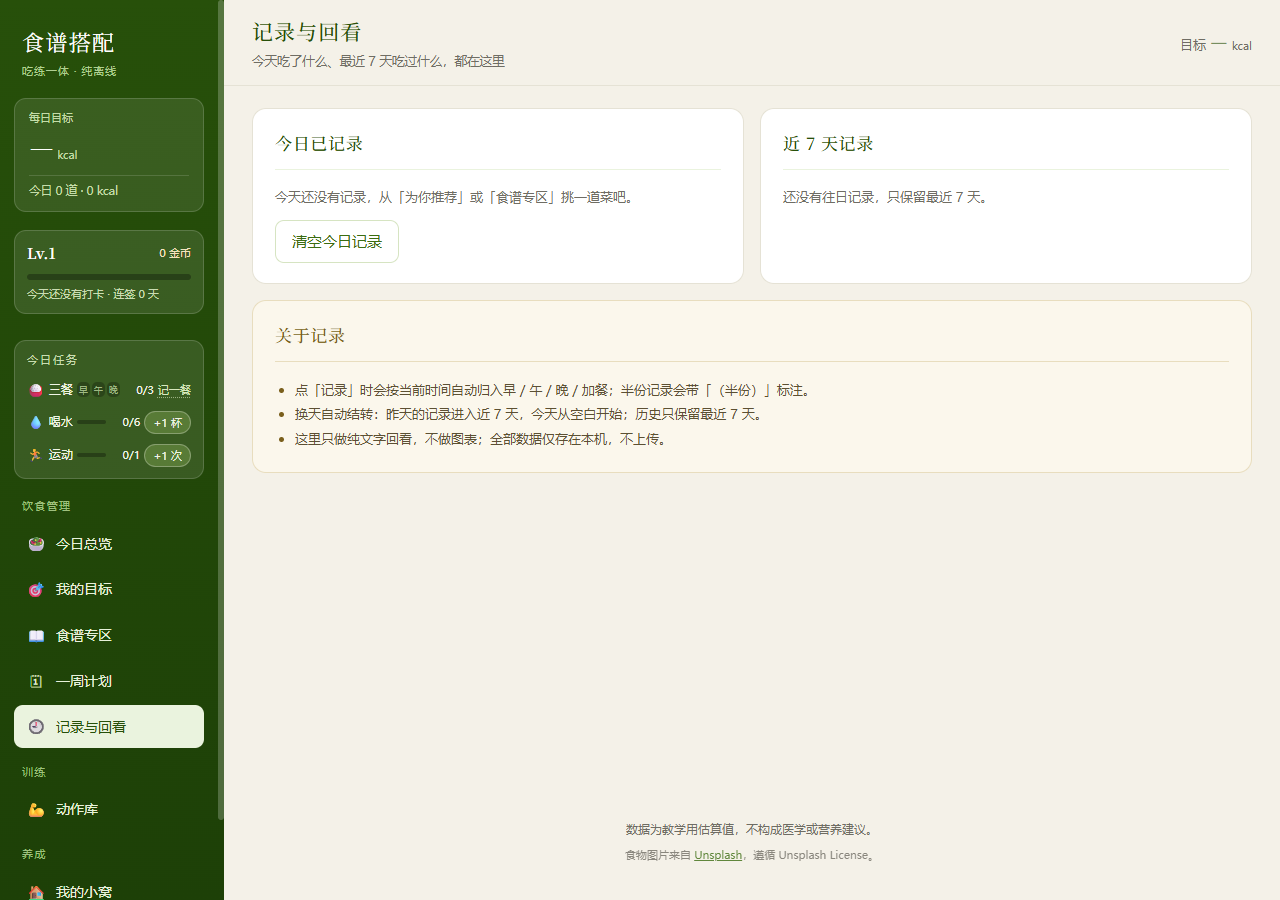 食谱搭配
吃练一体 · 纯离线
每日目标
— kcal
今日 0 道 · 0 kcal
Lv.1 0 金币
今天还没有打卡 · 连签 0 天
今日任务
三餐 早 午 晚 0/3 记一餐
喝水 0/6 +1 杯
运动 0/1 +1 次
饮食管理
今日总览
我的目标
食谱专区
一周计划
记录与回看
训练
动作库
养成
我的小窝
记录与回看
今天吃了什么、最近 7 天吃过什么，都在这里
目标 — kcal
今日已记录
今天还没有记录，从「为你推荐」或「食谱专区」挑一道菜吧。
清空今日记录
近 7 天记录
还没有往日记录，只保留最近 7 天。
关于记录
点「记录」时会按当前时间自动归入早 / 午 / 晚 / 加餐；半份记录会带「（半份）」标注。
换天自动结转：昨天的记录进入近 7 天，今天从空白开始；历史只保留最近 7 天。
这里只做纯文字回看，不做图表；全部数据仅存在本机，不上传。
数据为教学用估算值，不构成医学或营养建议。
食物图片来自 Unsplash，遵循 Unsplash License。